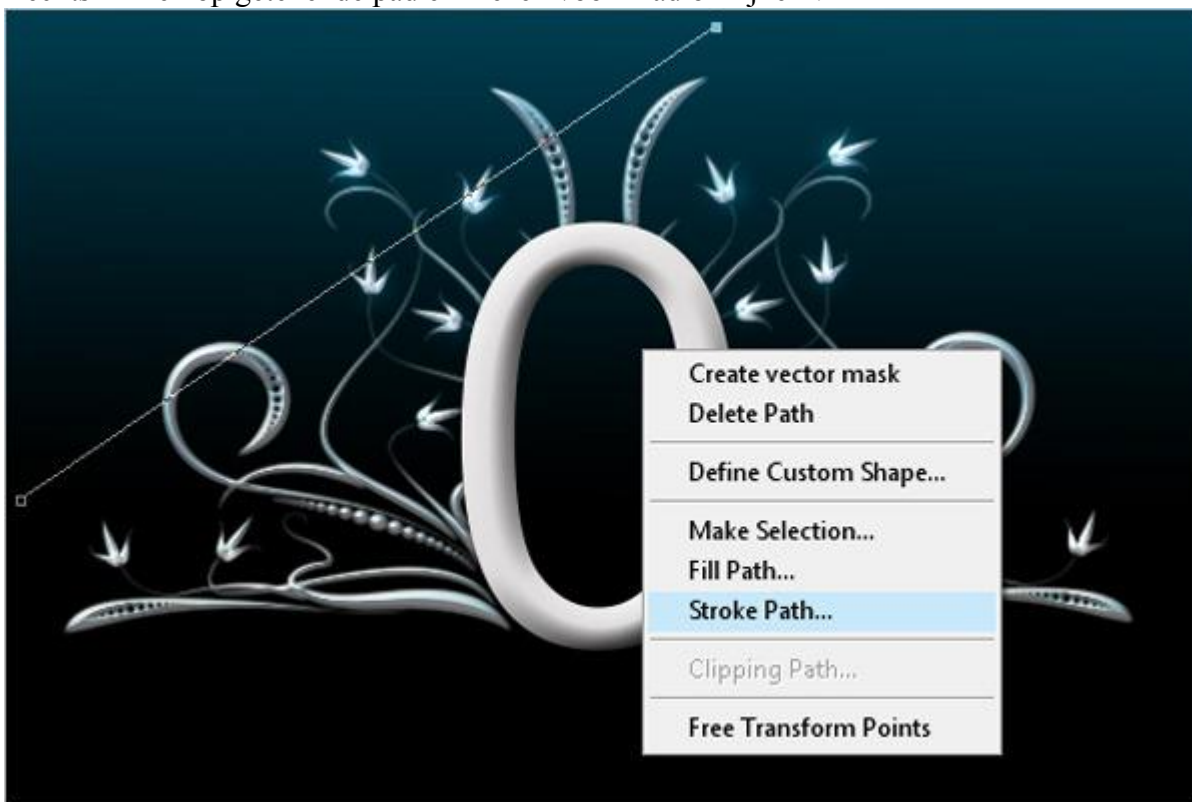 Create vector mask
Delete Path
Define Custom Shape...
Make Selection...
Fill Path...
Stroke Path...
Clipping Path...
Free Transform Points